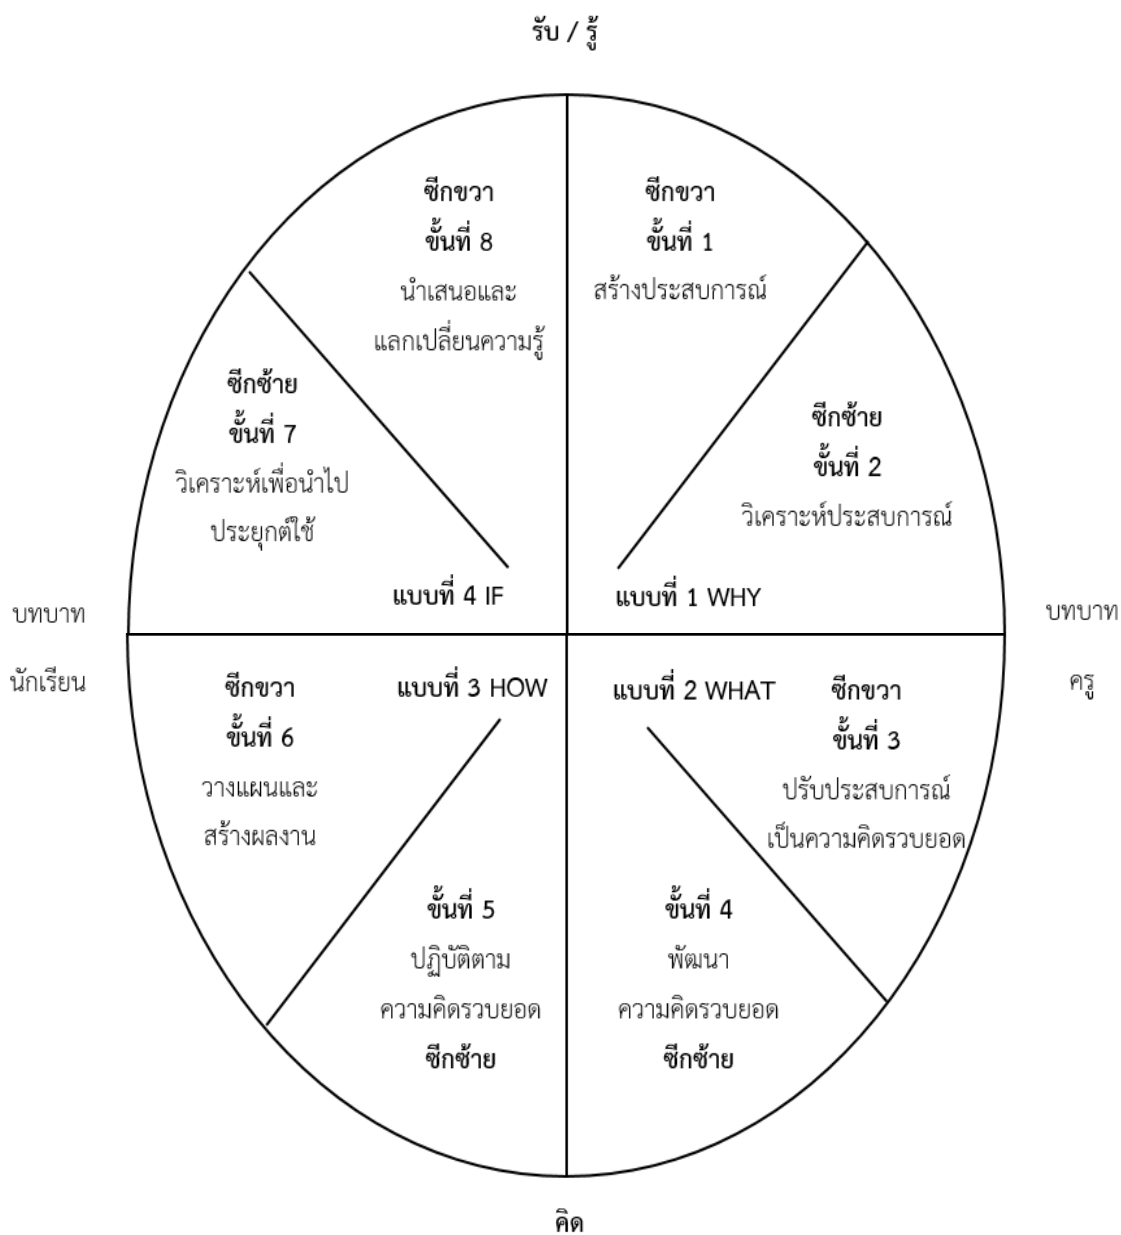 รับ / รู้
ซีกขวา
ขั้นที่ 8
นำเสนอและ
แลกเปลี่ยนความรู้
ซีกขวา
ขั้นที่ 1
สร้างประสบการณ์
ซีกซ้าย
ขั้นที่ 7
วิเคราะห์เพื่อนำไป
ประยุกต์ใช้
ซีกซ้าย
ขั้นที่ 2
วิเคราะห์ประสบการณ์
แบบที่ 4 IF
แบบที่ 1 WHY
บทบาท
นักเรียน
บทบาท
ครู
ซีกขวา
ขั้นที่ 6
วางแผนและ
สร้างผลงาน
แบบที่ 3 HOW
แบบที่ 2 WHAT
ซีกขวา
ขั้นที่ 3
ปรับประสบการณ์
เป็นความคิดรวบยอด
ขั้นที่ 5
ปฏิบัติตาม
ความคิดรวบยอด
ซีกซ้าย
ขั้นที่ 4
พัฒนา
ความคิดรวบยอด
ซีกซ้าย
คิด